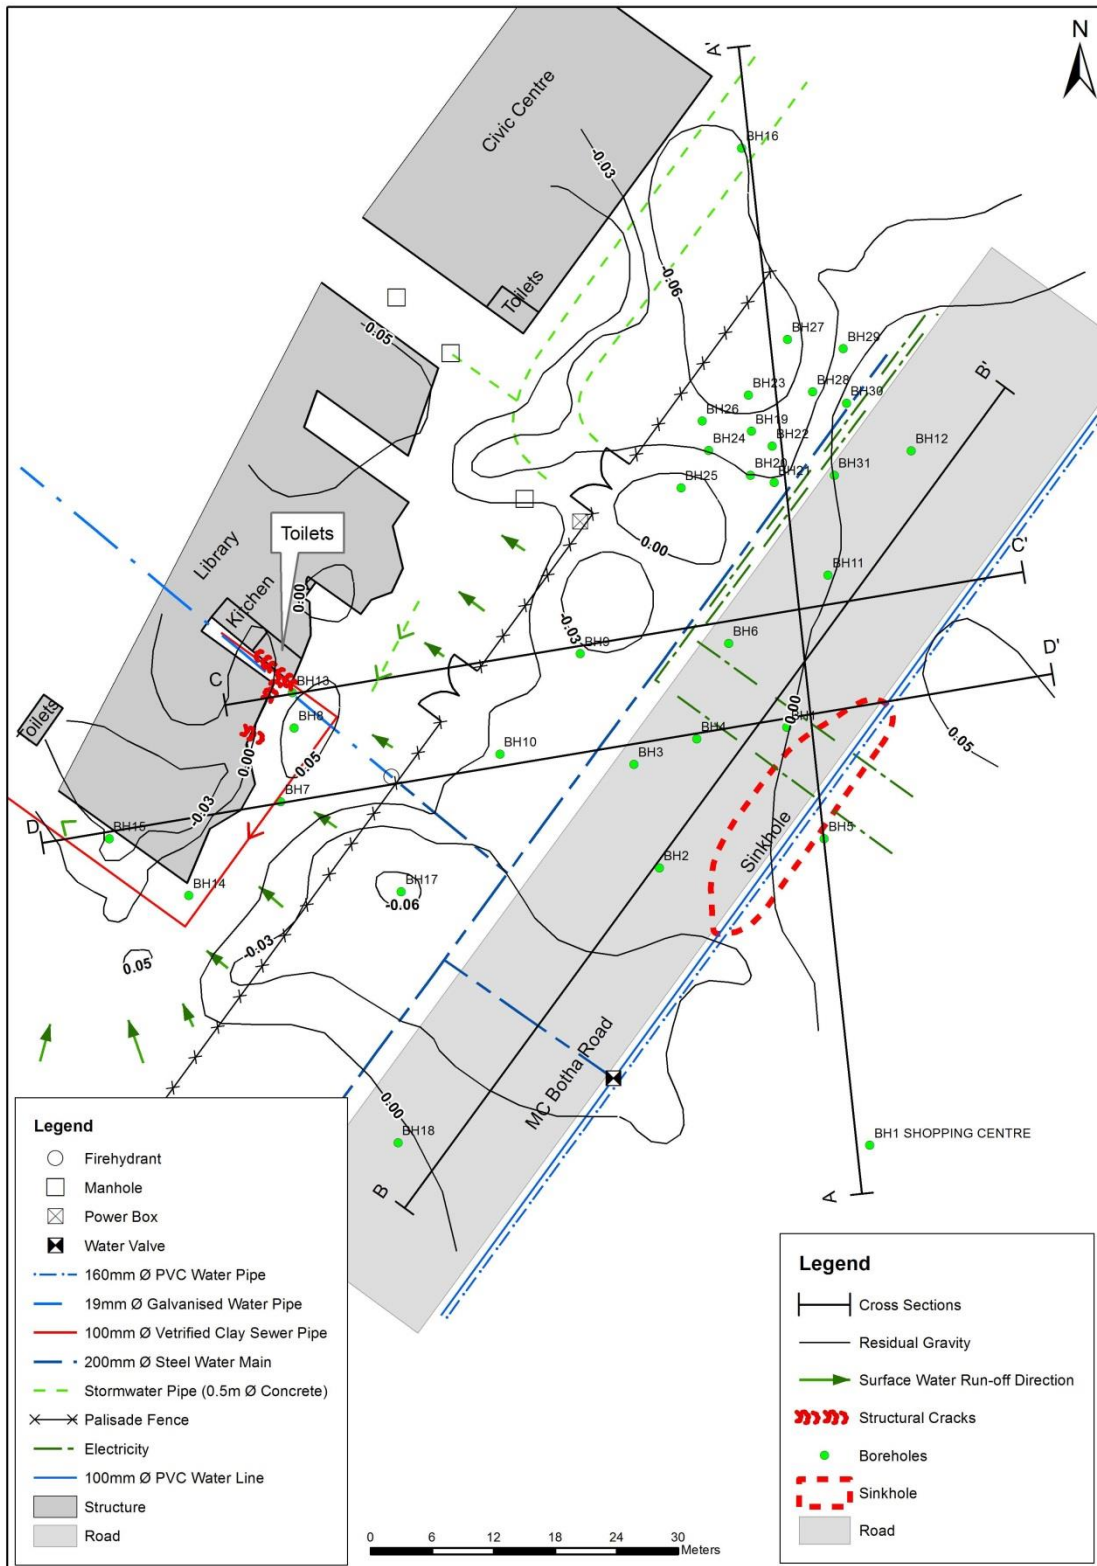 N
A'
Civic Centre
-0.03
BH16
-0.06
Toilets
-0.05
BH27
BH29
BH28
BH30
B'
BH23
BH26
BH19
BH24
BH22
BH12
BH20
BH21
BH31
BH25
0.00
Toilets
Library
Kitchen
0.00
C'
BH11
BH6
-0.03
BH9
D'
C
BH13
BH8
0.05
0.00
Toilets
BH7
BH10
BH3
BH4
BH1
0.00
0.05
-0.03
D
BH15
Sinkhole
BH5
BH2
BH14
BH17
-0.06
-0.03
0.05
MC Botha Road
0.00
BH18
B
BH1 SHOPPING CENTRE
A
Legend
Firehydrant
Manhole
Power Box
Water Valve
160mm Ø PVC Water Pipe
19mm Ø Galvanised Water Pipe
100mm Ø Vetrified Clay Sewer Pipe
200mm Ø Steel Water Main
Stormwater Pipe (0.5m Ø Concrete)
Palisade Fence
Electricity
100mm Ø PVC Water Line
Structure
Road
0 6 12 18 24 30
Meters
Legend
Cross Sections
Residual Gravity
Surface Water Run-off Direction
Structural Cracks
Boreholes
Sinkhole
Road